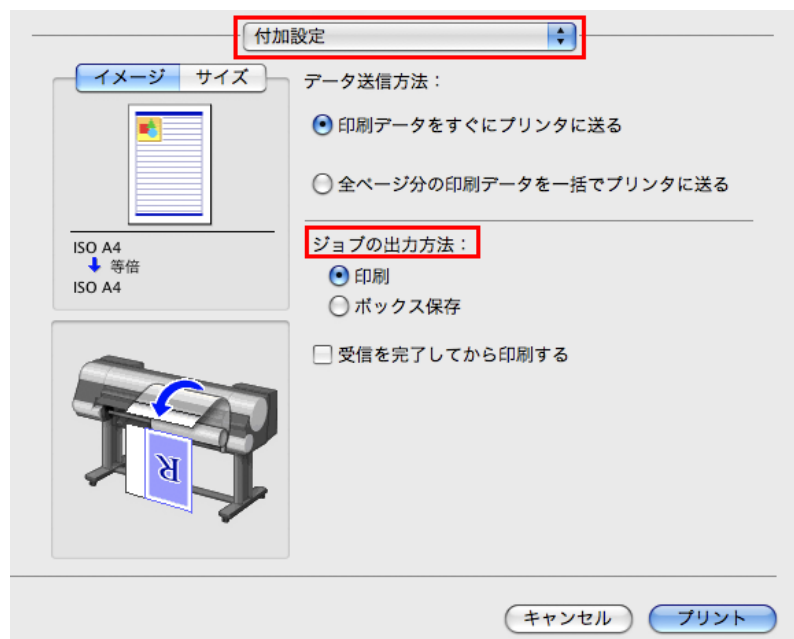 付加設定
イメージ サイズ
データ送信方法：
印刷データをすぐにプリンタに送る
全ページ分の印刷データを一括でプリンタに送る
ISO A4
等倍
ISO A4
ジョブの出力方法：
印刷
ボックス保存
受信を完了してから印刷する
R
キャンセル プリント